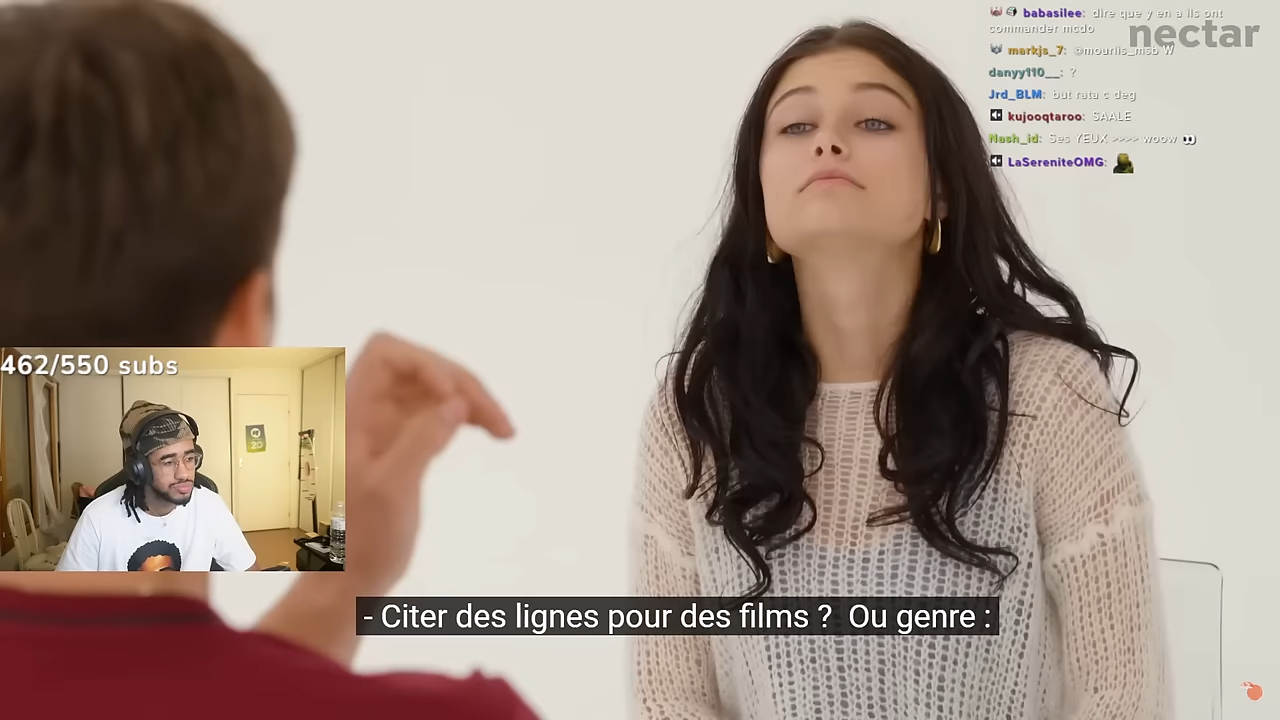 babasilee: dire que y en a ils ont
commander mcdo
nectar
markjs_7: @mourlis_msb W
danyy110__: ?
Jrd_BLM: but rata c deg
kujooqtaroo: SAALE
Nash_id: Ses YEUX >>>> woow
LaSereniteOMG:
462/550 subs
20
- Citer des lignes pour des films ? Ou genre :